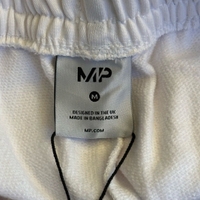 MP
M
DESIGNED IN THE UK
MADE IN BANGLADESH
MP.COM